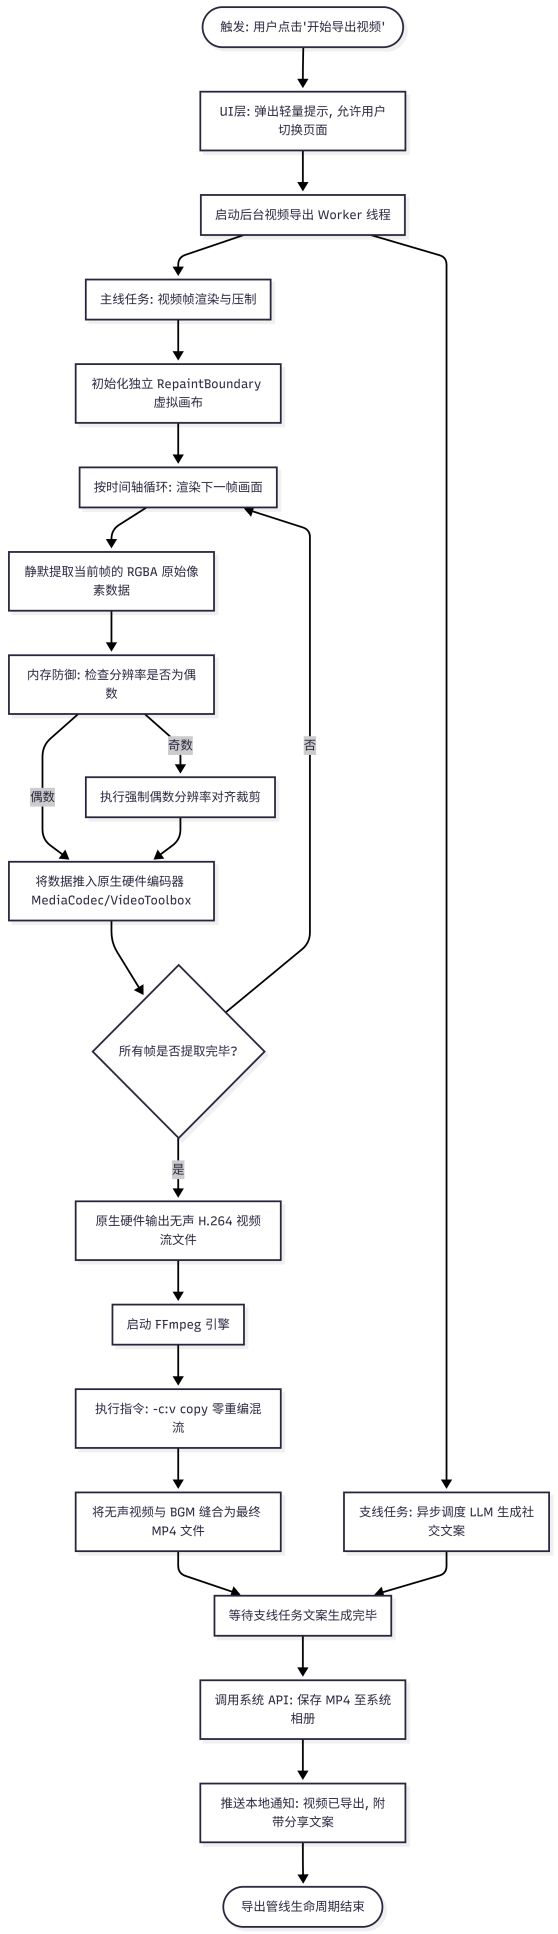 触发: 用户点击'开始导出视频'
UI层: 弹出轻量提示, 允许用户
切换页面
启动后台视频导出 Worker 线程
主线任务: 视频帧渲染与压制
初始化独立 RepaintBoundary
虚拟画布
按时间轴循环: 渲染下一帧画面
静默提取当前帧的 RGBA 原始像
素数据
内存防御: 检查分辨率是否为偶
数
奇数
否
偶数
执行强制偶数分辨率对齐裁剪
将数据推入原生硬件编码器
MediaCodec/VideoToolbox
所有帧是否提取完毕?
是
原生硬件输出无声 H.264 视频
流文件
启动 FFmpeg 引擎
执行指令: -c:v copy 零重编混
流
将无声视频与 BGM 缝合为最终
MP4 文件
支线任务: 异步调度 LLM 生成社
交文案
等待支线任务文案生成完毕
调用系统 API: 保存 MP4 至系统
相册
推送本地通知: 视频已导出, 附
带分享文案
导出管线生命周期结束